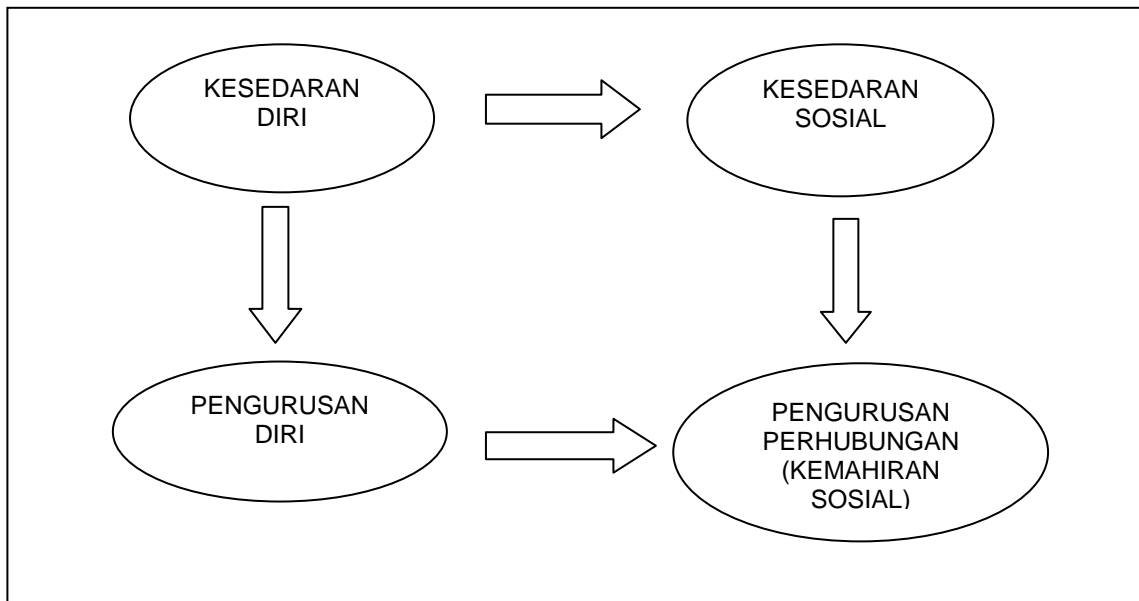 KESEDARAN
DIRI
KESEDARAN
SOSIAL
PENGURUSAN
DIRI
PENGURUSAN
PERHUBUNGAN
(KEMAHIRAN
SOSIAL)